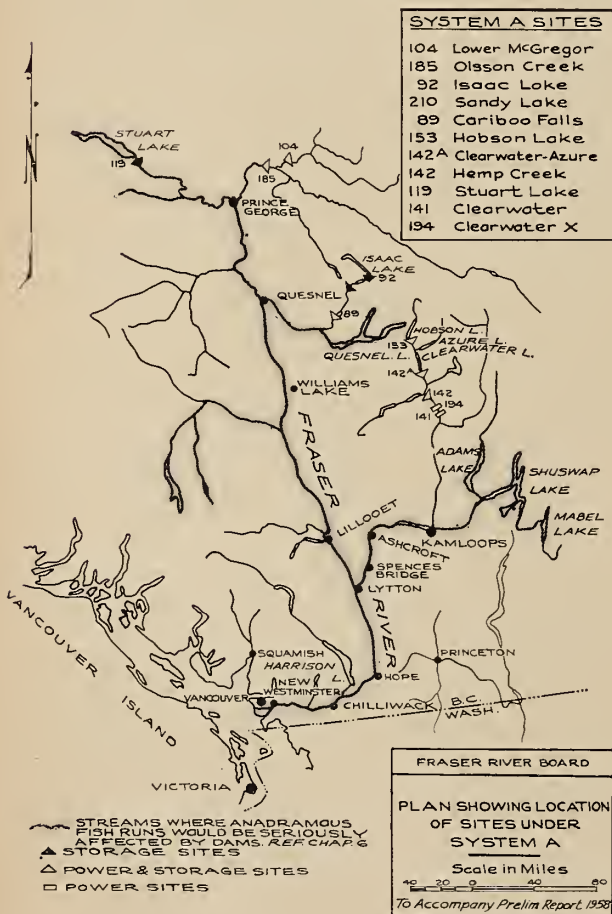 SYSTEM A SITES
104 Lower McGregor
185 Olsson Creek
92 Isaac Lake
210 Sandy Lake
89 Cariboo Falls
153 Hobson Lake
142A Clearwater-Azure
142 Hemp Creek
119 Stuart Lake
141 Clearwater
194 Clearwater X
N
STUART
LAKE
119
104
185
PRINCE
GEORGE
ISAAC
LAKE
92
QUESNEL
89
HOBSON L.
AZURE L.
CLEARWATER L.
153
QUESNEL. L.
142A
142
194
141
WILLIAMS
LAKE
FRASER
RIVER
ADAMS
LAKE
SHUSWAP
LAKE
MABEL
LAKE
LILLOOET
ASHCROFT
KAMLOOPS
SPENCES
BRIDGE
LYTTON
VANCOUVER
ISLAND
SQUAMISH
HARRISON
L.
PRINCETON
HOPE
NEW
WESTMINSTER
VANCOUVER
CHILLIWACK
B.C.
WASH.
VICTORIA
STREAMS WHERE ANADRAMOUS
FISH RUNS WOULD BE SERIOUSLY
AFFECTED BY DAMS. REF. CHAP. 6
STORAGE SITES
POWER & STORAGE SITES
POWER SITES
FRASER RIVER BOARD
PLAN SHOWING LOCATION
OF SITES UNDER
SYSTEM A
Scale in Miles
40 20 0 40 80
To Accompany Prelim Report 1958